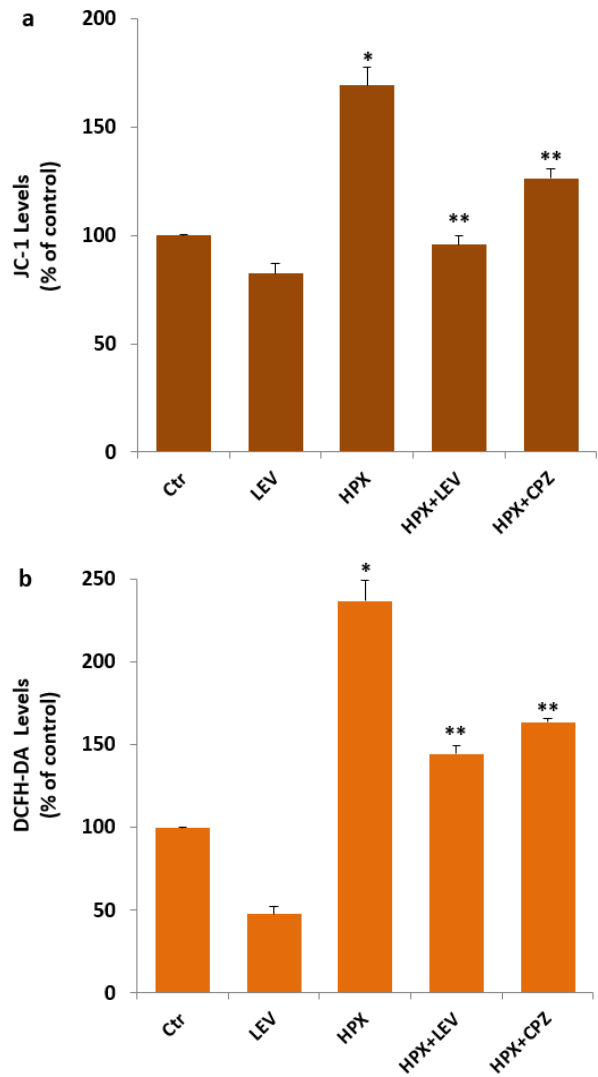 a
JC-1 Levels
(% of control)
200
150
100
50
0
*
**
**
Ctr
LEV
HPX
HPX+LEV
HPX+CPZ
b
DCFH-DA Levels
(% of control)
250
200
150
100
50
0
*
**
**
Ctr
LEV
HPX
HPX+LEV
HPX+CPZ